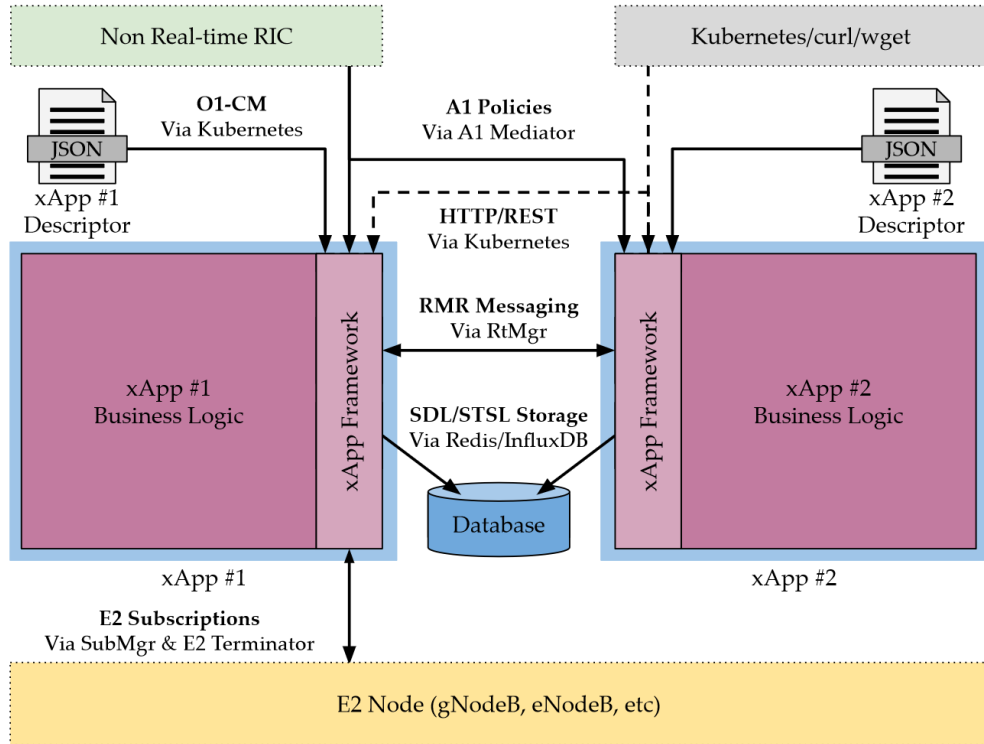 Non Real-time RIC
Kubernetes/curl/wget
O1-CM
Via Kubernetes
A1 Policies
Via A1 Mediator
JSON
JSON
xApp #1
Descriptor
xApp #2
Descriptor
HTTP/REST
Via Kubernetes
RMR Messaging
Via RtMgr
xApp #1
Business Logic
xApp Framework
xApp Framework
xApp #2
Business Logic
SDL/STSL Storage
Via Redis/InfluxDB
Database
xApp #1
xApp #2
E2 Subscriptions
Via SubMgr & E2 Terminator
E2 Node (gNodeB, eNodeB, etc)